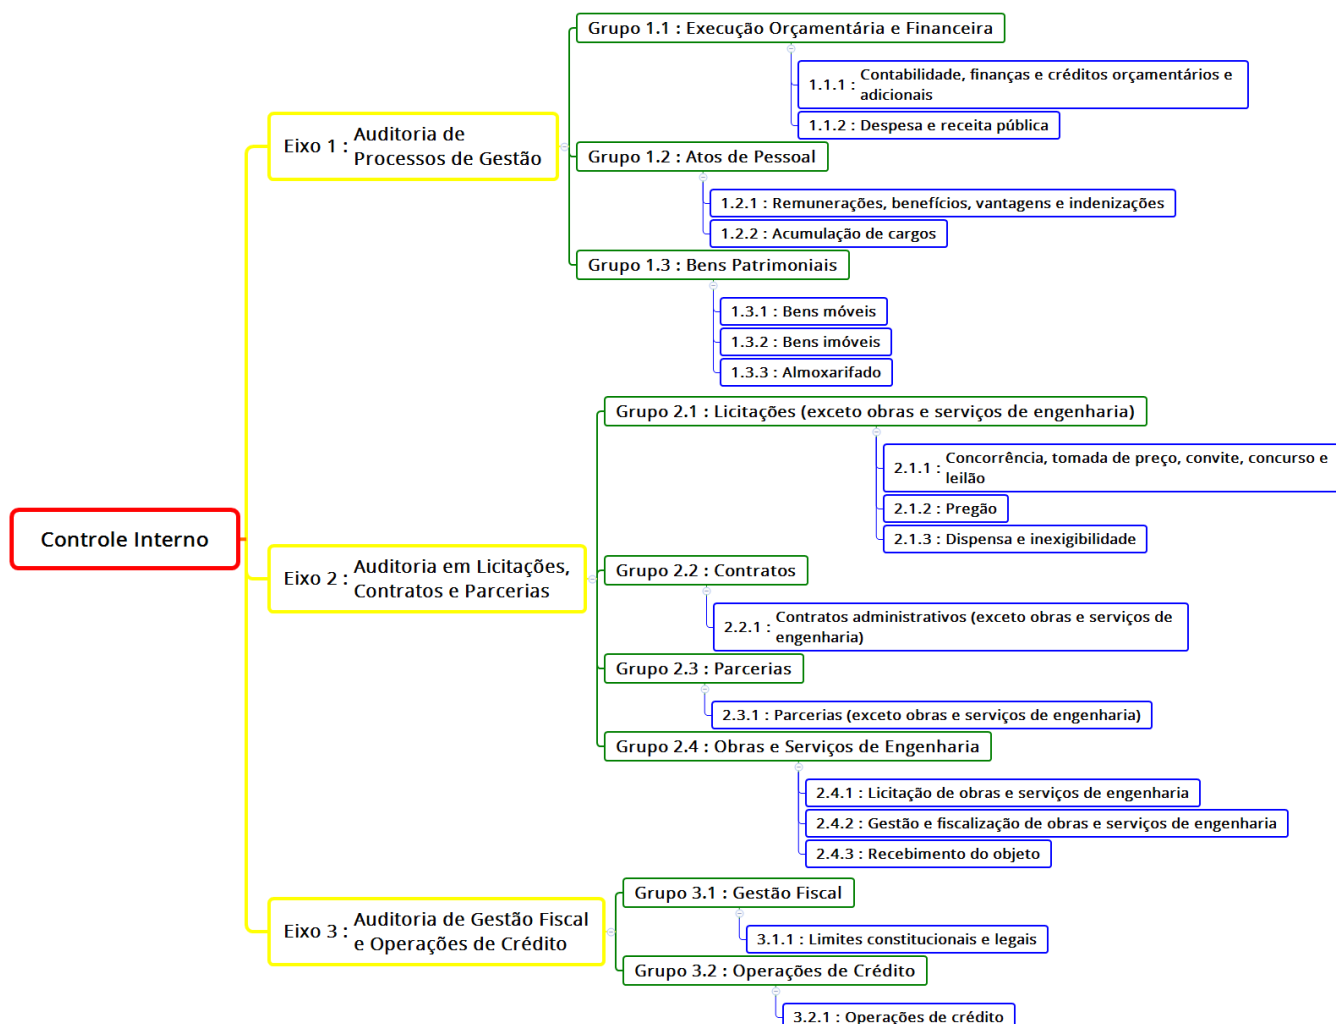 Grupo 1.1 : Execução Orçamentária e Financeira
1.1.1 : Contabilidade, finanças e créditos orçamentários e
adicionais
1.1.2 : Despesa e receita pública
Eixo 1 : Auditoria de
Processos de Gestão
Grupo 1.2 : Atos de Pessoal
1.2.1 : Remunerações, benefícios, vantagens e indenizações
1.2.2 : Acumulação de cargos
Grupo 1.3 : Bens Patrimoniais
1.3.1 : Bens móveis
1.3.2 : Bens imóveis
1.3.3 : Almoxarifado
Grupo 2.1 : Licitações (exceto obras e serviços de engenharia)
2.1.1 : Concorrência, tomada de preço, convite, concurso e
leilão
2.1.2 : Pregão
2.1.3 : Dispensa e inexigibilidade
Controle Interno
Eixo 2 : Auditoria em Licitações,
Contratos e Parcerias
Grupo 2.2 : Contratos
2.2.1 : Contratos administrativos (exceto obras e serviços de
engenharia)
Grupo 2.3 : Parcerias
2.3.1 : Parcerias (exceto obras e serviços de engenharia)
Grupo 2.4 : Obras e Serviços de Engenharia
2.4.1 : Licitação de obras e serviços de engenharia
2.4.2 : Gestão e fiscalização de obras e serviços de engenharia
2.4.3 : Recebimento do objeto
Eixo 3 : Auditoria de Gestão Fiscal
e Operações de Crédito
Grupo 3.1 : Gestão Fiscal
3.1.1 : Limites constitucionais e legais
Grupo 3.2 : Operações de Crédito
3.2.1 : Operações de crédito